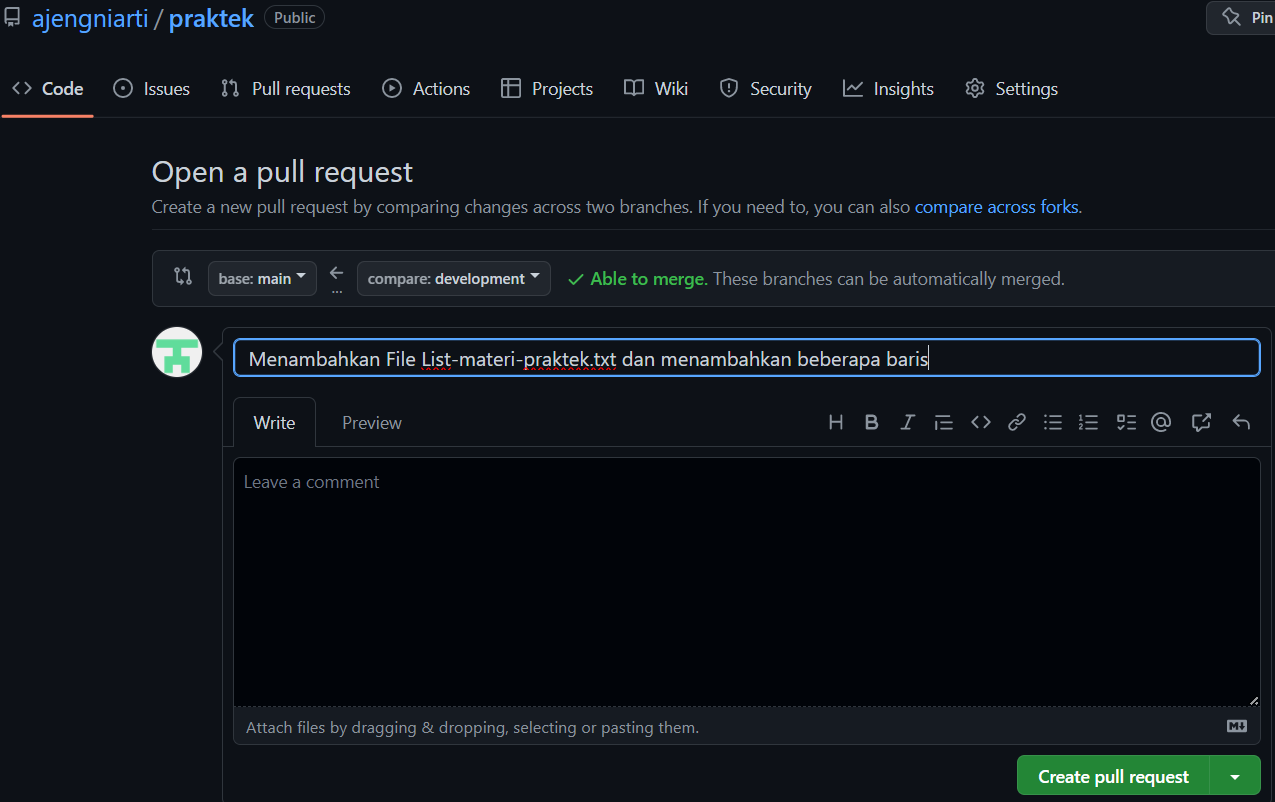 ajengniarti / praktek Public Pin
Code Issues Pull requests Actions Projects Wiki Security Insights Settings
Open a pull request
Create a new pull request by comparing changes across two branches. If you need to, you can also compare across forks.
base: main ← compare: development Able to merge. These branches can be automatically merged.
...
Menambahkan File List-materi-praktek.txt dan menambahkan beberapa baris
Write Preview
Leave a comment
Attach files by dragging & dropping, selecting or pasting them.
Create pull request